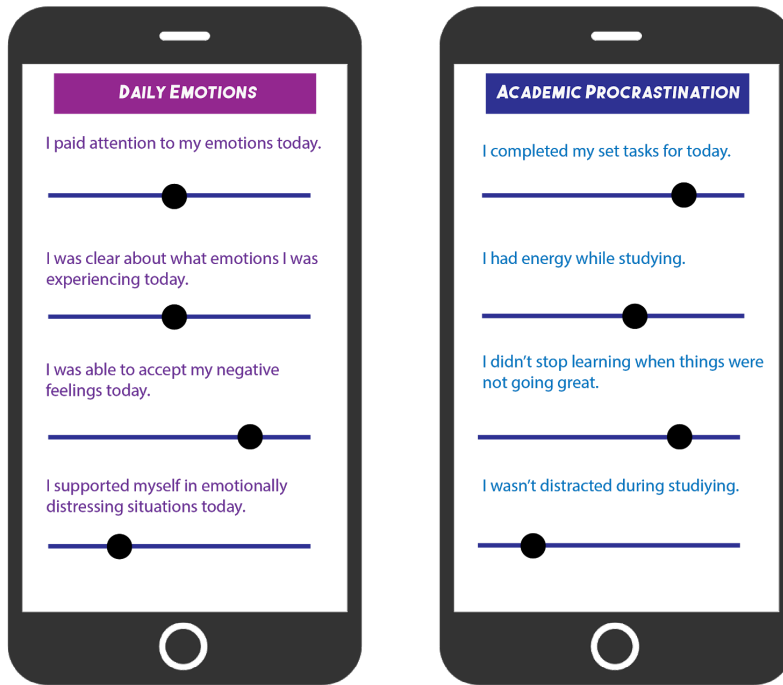 DAILY EMOTIONS
I paid attention to my emotions today.
I was clear about what emotions I was
experiencing today.
I was able to accept my negative
feelings today.
I supported myself in emotionally
distressing situations today.
ACADEMIC PROCRASTINATION
I completed my set tasks for today.
I had energy while studying.
I didn't stop learning when things were
not going great.
I wasn't distracted during studiying.